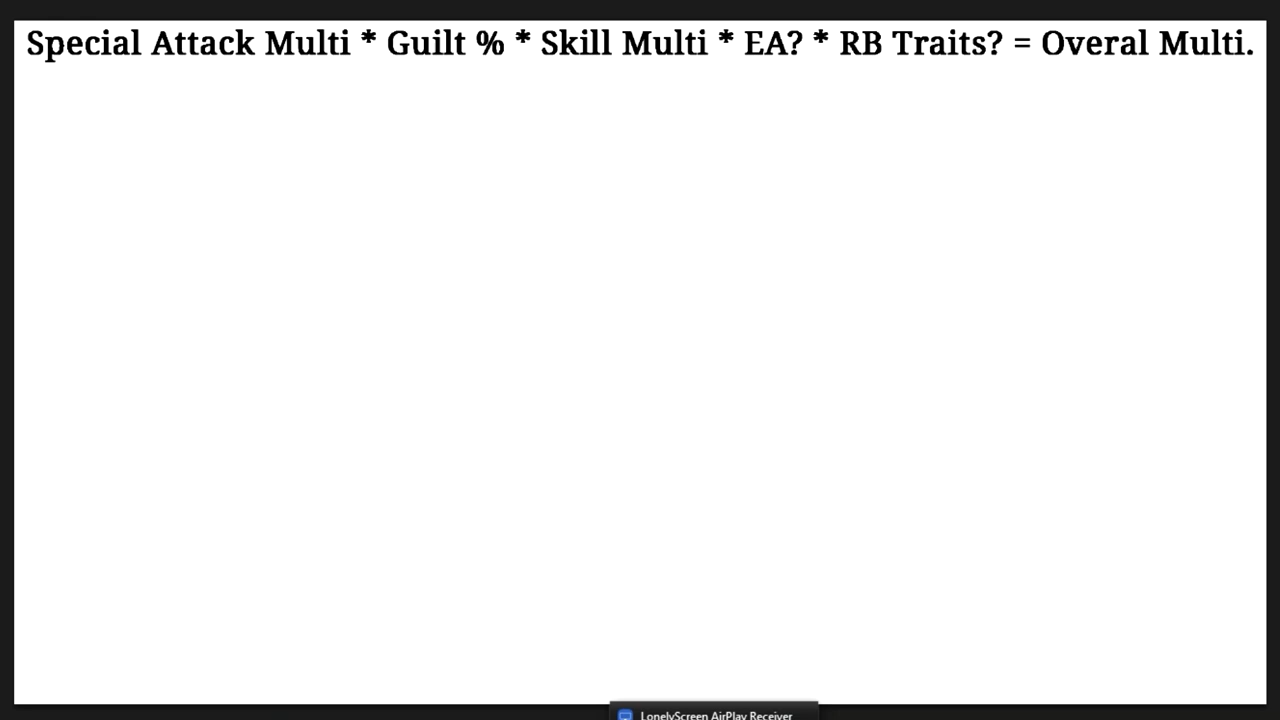 Special Attack Multi * Guilt % * Skill Multi * EA? * RB Traits? = Overal Multi.
LonelyScreen AirPlay Receiver